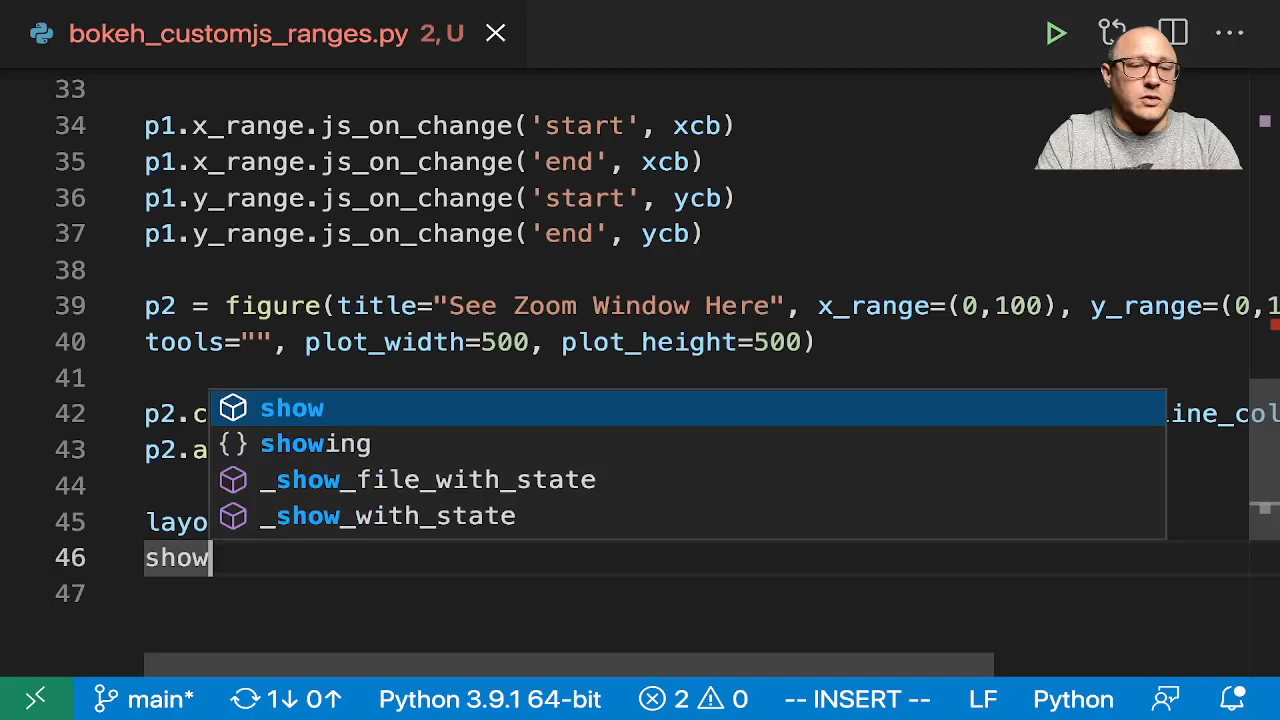 bokeh_customjs_ranges.py 2, U
33
34 p1.x_range.js_on_change('start', xcb)
35 p1.x_range.js_on_change('end', xcb)
36 p1.y_range.js_on_change('start', ycb)
37 p1.y_range.js_on_change('end', ycb)
38
39 p2 = figure(title="See Zoom Window Here", x_range=(0,100), y_range=(0,1
40 tools="", plot_width=500, plot_height=500)
41
show
42 p2.c ine_col
showing
43 p2.a
_show_file_with_state
44
_show_with_state
45 layo
46 show
47
main* 1↓ 0↑ Python 3.9.1 64-bit 2 0 -- INSERT -- LF Python